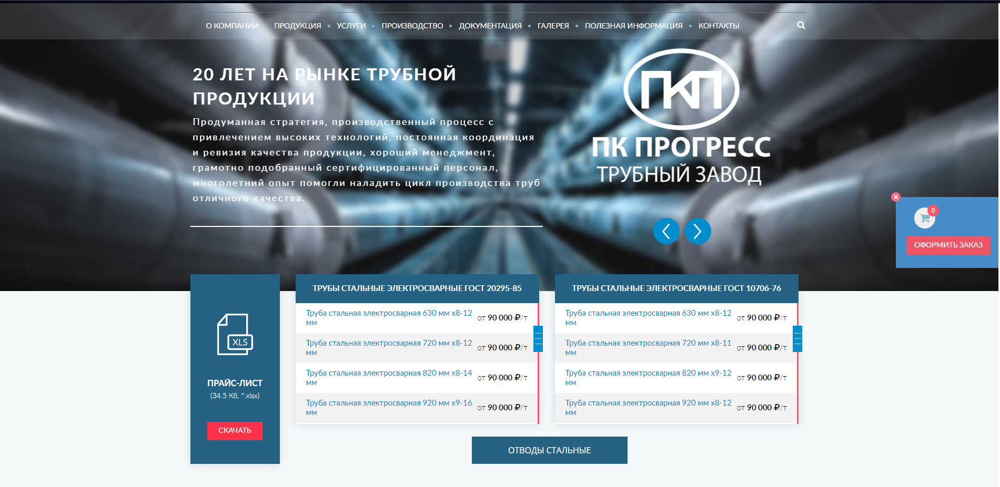 О КОМПАНИИ ПРОДУКЦИЯ УСЛУГИ ПРОИЗВОДСТВО ДОКУМЕНТАЦИЯ ГАЛЕРЕЯ ПОЛЕЗНАЯ ИНФОРМАЦИЯ КОНТАКТЫ
20 ЛЕТ НА РЫНКЕ ТРУБНОЙ
ПРОДУКЦИИ
Продуманная стратегия, производственный процесс с
привлечением высоких технологий, постоянная координация
и ревизия качества продукции, хороший менеджмент,
грамотно подобранный сертифицированный персонал,
многолетний опыт помогли наладить цикл производства труб
отличного качества.
ПКП
ПК ПРОГРЕСС
ТРУБНЫЙ ЗАВОД
0
ОФОРМИТЬ ЗАКАЗ
XLS
ПРАЙС-ЛИСТ
(34.5 Кб, *.xlsx)
СКАЧАТЬ
ТРУБЫ СТАЛЬНЫЕ ЭЛЕКТРОСВАРНЫЕ ГОСТ 20295-85
Труба стальная электросварная 630 мм х8-12
мм
от 90 000 ₽/т
Труба стальная электросварная 720 мм х8-12
мм
от 90 000 ₽/т
Труба стальная электросварная 820 мм х8-14
мм
от 90 000 ₽/т
Труба стальная электросварная 920 мм х9-16
мм
от 90 000 ₽/т
ТРУБЫ СТАЛЬНЫЕ ЭЛЕКТРОСВАРНЫЕ ГОСТ 10706-76
Труба стальная электросварная 630 мм х8-12
мм
от 90 000 ₽/т
Труба стальная электросварная 720 мм х8-11
мм
от 90 000 ₽/т
Труба стальная электросварная 820 мм х9-12
мм
от 90 000 ₽/т
Труба стальная электросварная 920 мм х8-12
мм
от 90 000 ₽/т
ОТВОДЫ СТАЛЬНЫЕ